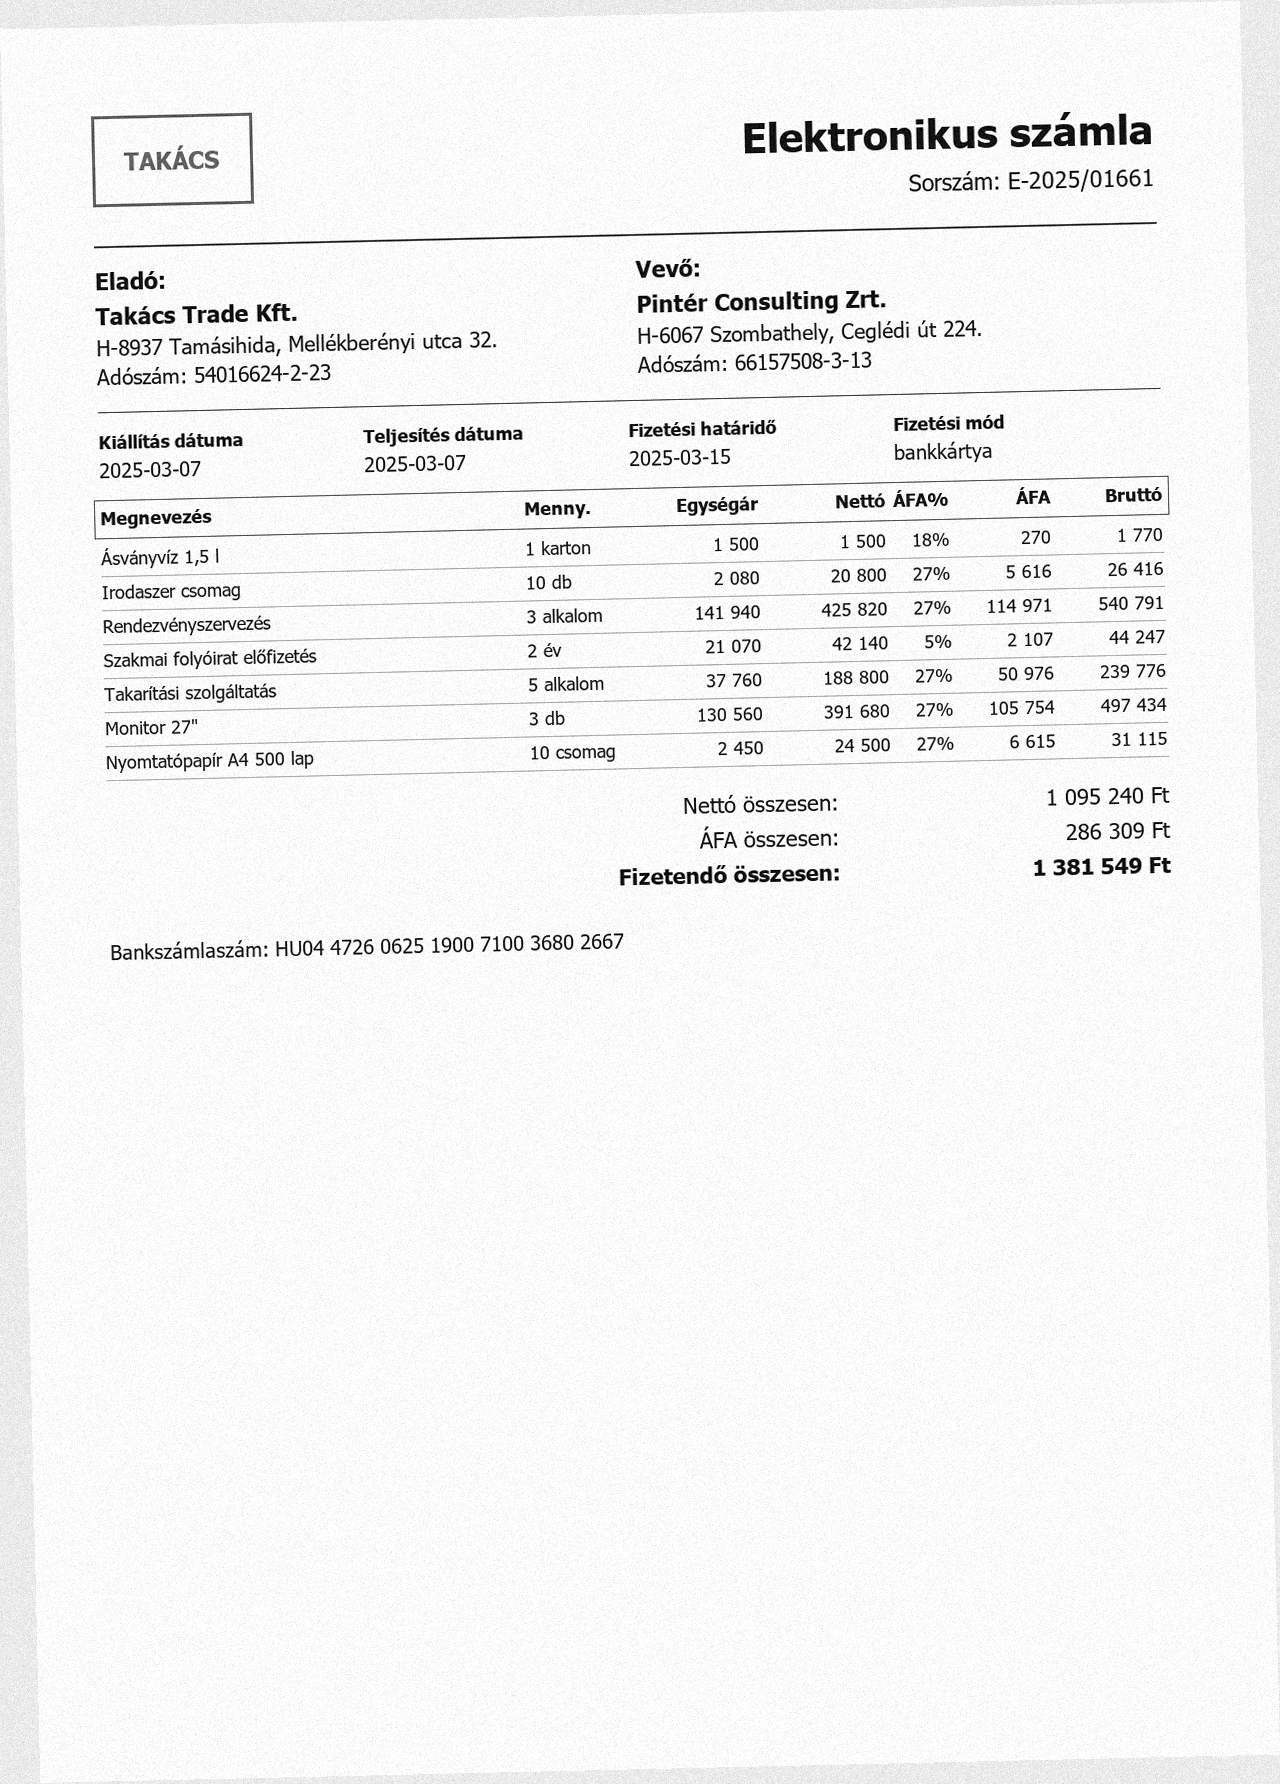 TAKÁCS
Elektronikus számla
Sorszám: E-2025/01661
Eladó:
Takács Trade Kft.
H-8937 Tamásihida, Mellékberényi utca 32.
Adószám: 54016624-2-23
Vevő:
Pintér Consulting Zrt.
H-6067 Szombathely, Ceglédi út 224.
Adószám: 66157508-3-13
Kiállítás dátuma Teljesítés dátuma Fizetési határidő Fizetési mód
2025-03-07 2025-03-07 2025-03-15 bankkártya
Megnevezés Menny. Egységár Nettó ÁFA% ÁFA Bruttó
Ásványvíz 1,5 l 1 karton 1 500 1 500 18% 270 1 770
Irodaszer csomag 10 db 2 080 20 800 27% 5 616 26 416
Rendezvényszervezés 3 alkalom 141 940 425 820 27% 114 971 540 791
Szakmai folyóirat előfizetés 2 év 21 070 42 140 5% 2 107 44 247
Takarítási szolgáltatás 5 alkalom 37 760 188 800 27% 50 976 239 776
Monitor 27" 3 db 130 560 391 680 27% 105 754 497 434
Nyomtatópapír A4 500 lap 10 csomag 2 450 24 500 27% 6 615 31 115
Nettó összesen: 1 095 240 Ft
ÁFA összesen: 286 309 Ft
Fizetendő összesen: 1 381 549 Ft
Bankszámlaszám: HU04 4726 0625 1900 7100 3680 2667